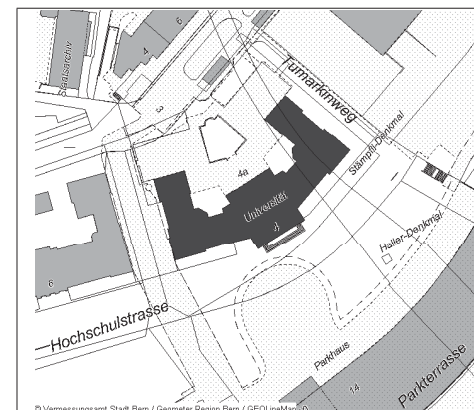 6
4
Staatsarchiv
Tumarkinweg
3
Stämpfli-Denkmal
4a
Universität
4
Haller-Denkmal
6
Hochschulstrasse
Parkhaus
14
Parkterrasse
© Vermessungsamt Stadt Bern / Geometer Region Bern / GEOLineMap